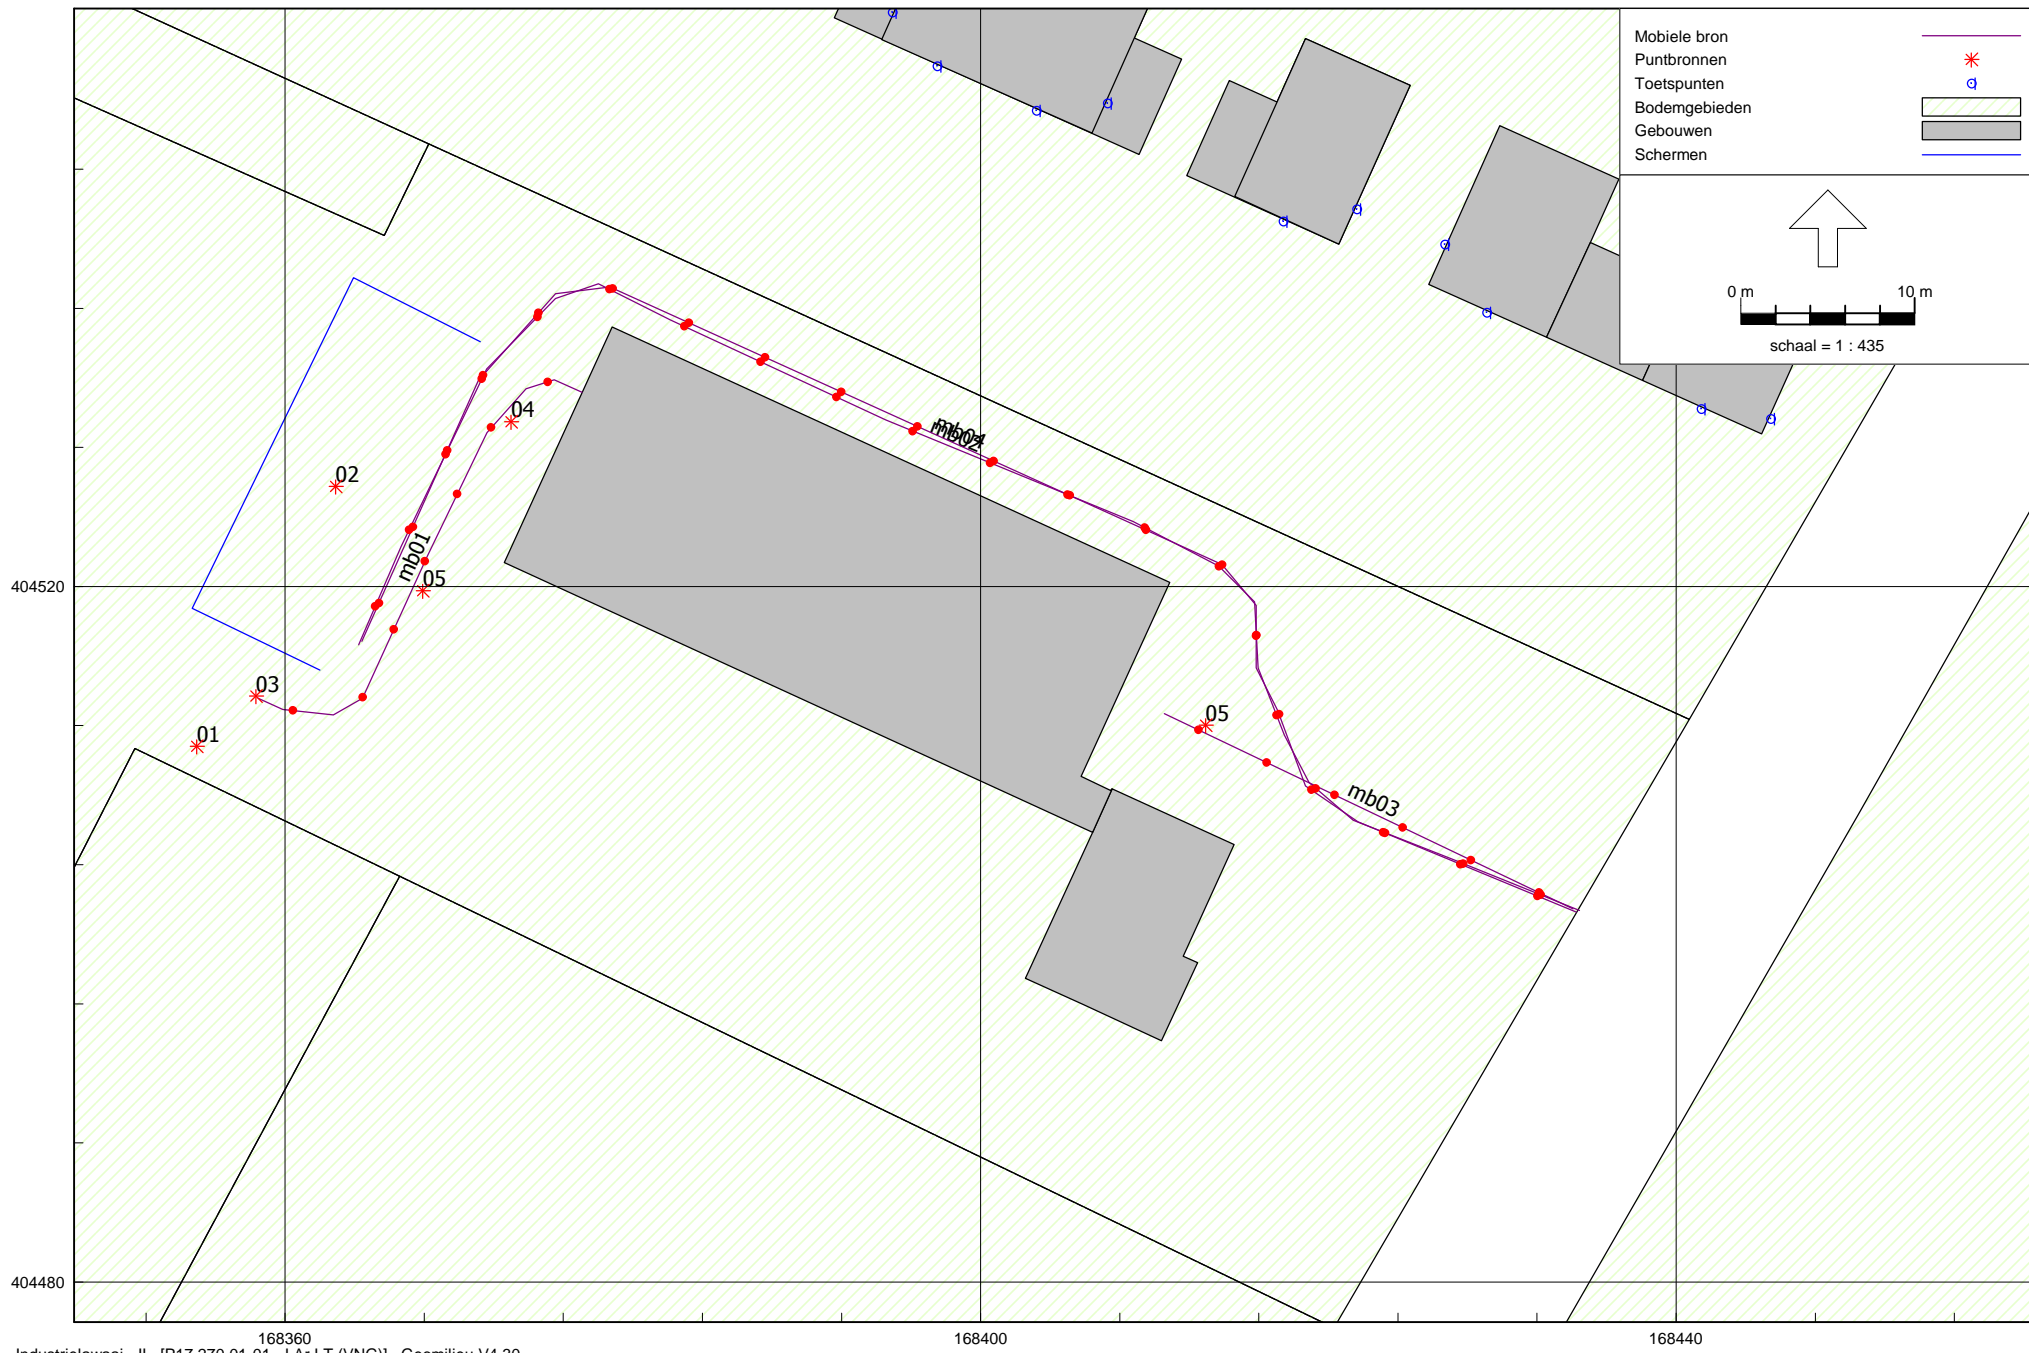 Mobiele bron
Puntbronnen
Toetspunten
Bodemgebieden
Gebouwen
Schermen
0 m 10 m
schaal = 1 : 435
04
mb04
mb02
02
mb01
05
404520
03
05
01
mb03
404480
168360 168400 168440